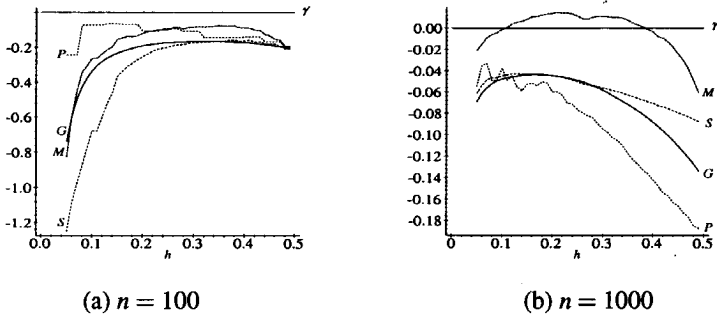 γ
-0.2
-0.4
-0.6
-0.8
-1.0
-1.2
P
G
M
S
0.0 0.1 0.2 0.3 0.4 0.5
h
(a) n = 100
0.00
-0.02
-0.04
-0.06
-0.08
-0.10
-0.12
-0.14
-0.16
-0.18
M
S
G
P
0 0.1 0.2 0.3 0.4 0.5
h
(b) n = 1000